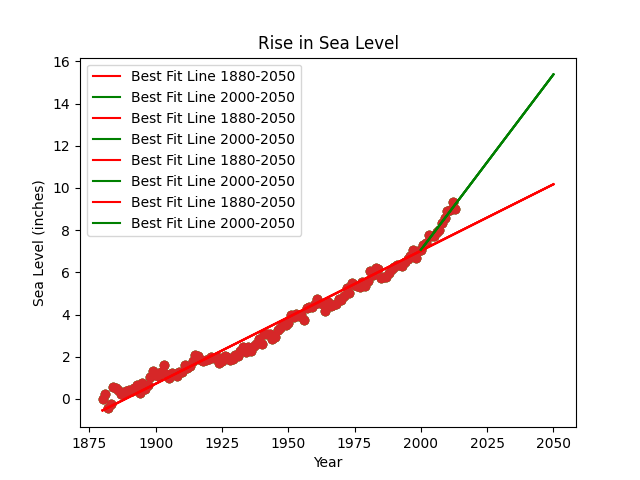 Rise in Sea Level
16
14
12
10
8
6
4
2
0
Sea Level (inches)
Best Fit Line 1880-2050
Best Fit Line 2000-2050
Best Fit Line 1880-2050
Best Fit Line 2000-2050
Best Fit Line 1880-2050
Best Fit Line 2000-2050
Best Fit Line 1880-2050
Best Fit Line 2000-2050
1875 1900 1925 1950 1975 2000 2025 2050
Year